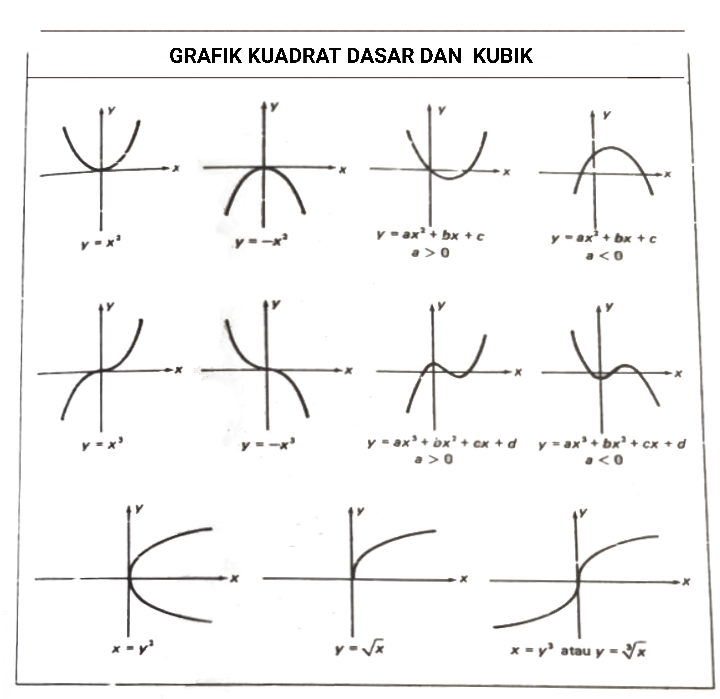 GRAFIK KUADRAT DASAR DAN KUBIK
y y y y
x x x x
y = x² y = –x² y = ax² + bx + c y = ax² + bx + c
a > 0 a < 0
y y y y
x x x x
y = x³ y = –x³ y = ax³ + bx² + cx + d y = ax³ + bx² + cx + d
a > 0 a < 0
y y y
x x x
x = y² y = √x x = y³ atau y = ∛x